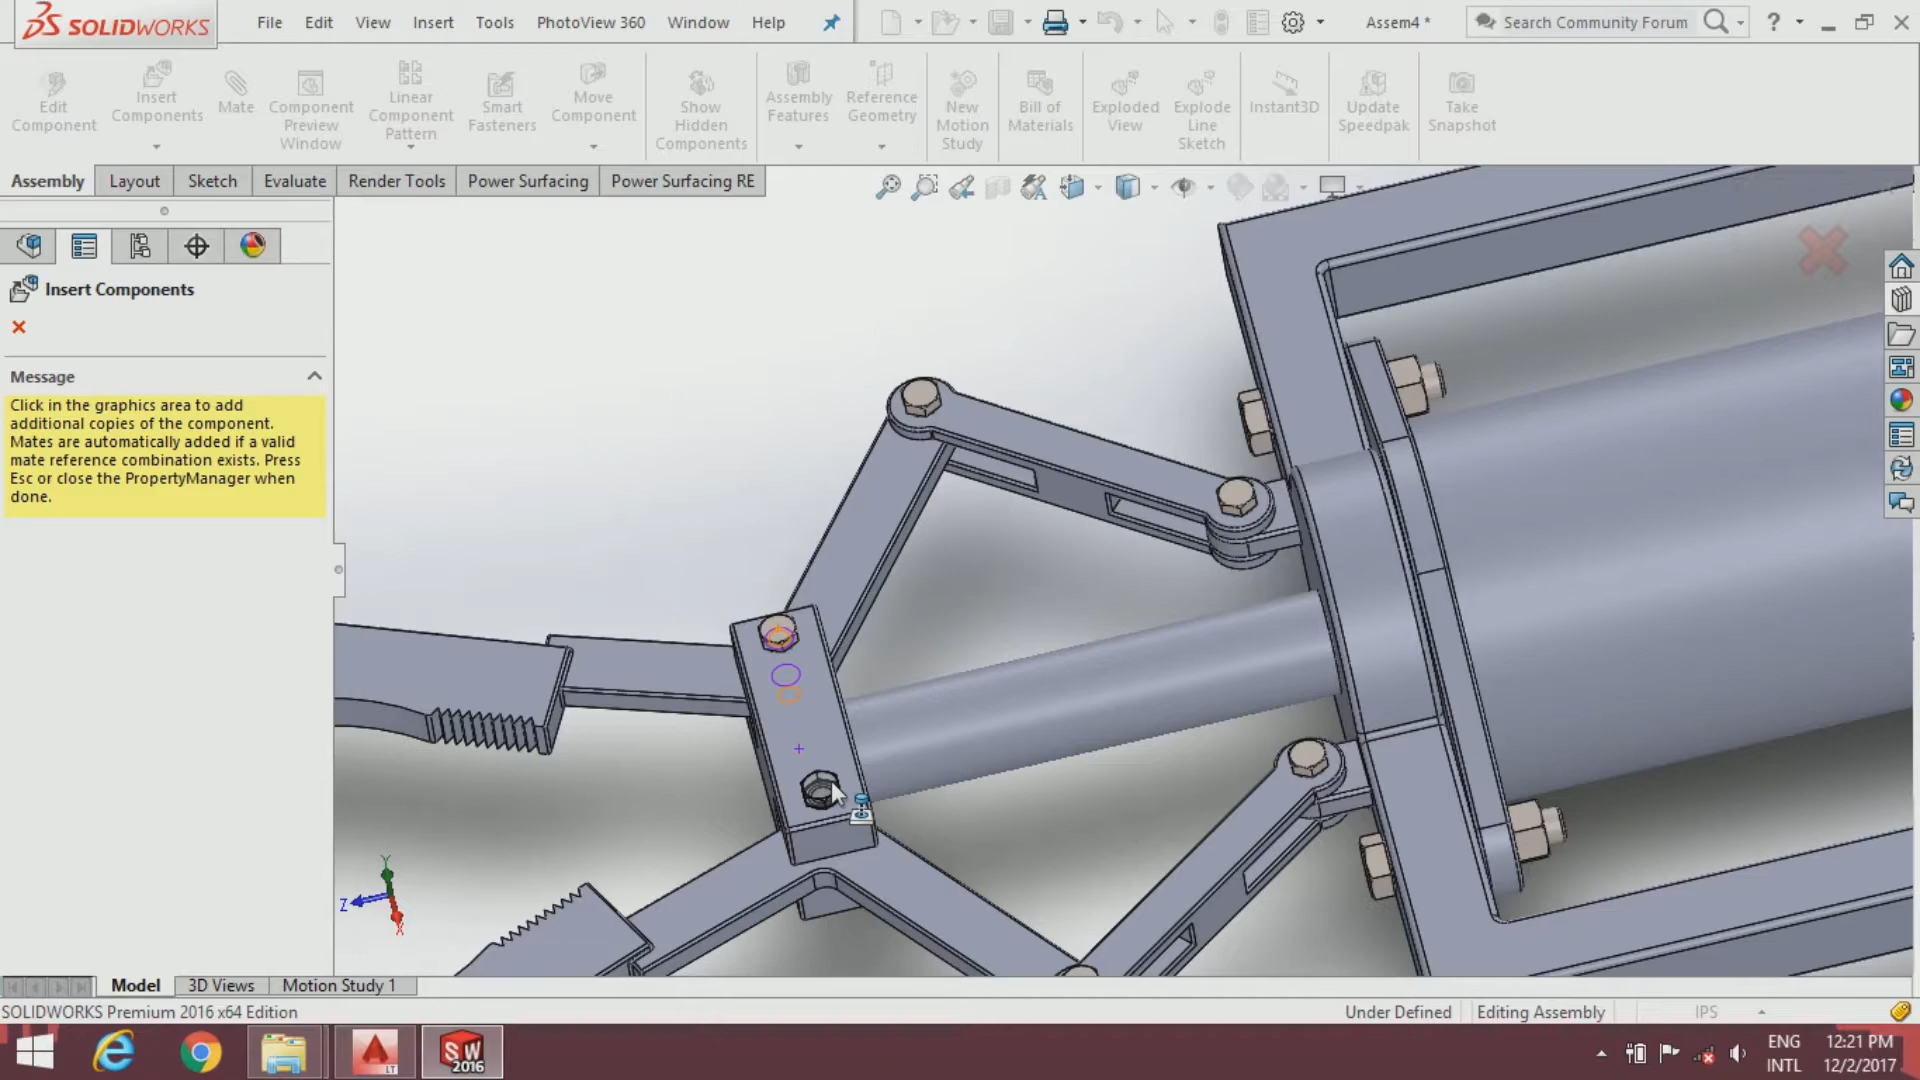 SOLIDWORKS
File Edit View Insert Tools PhotoView 360 Window Help
Assem4 *
Search Community Forum
?
Edit Component
Insert Components
Mate
Component Preview Window
Linear Component Pattern
Smart Fasteners
Move Component
Show Hidden Components
Assembly Features
Reference Geometry
New Motion Study
Bill of Materials
Exploded View
Explode Line Sketch
Instant3D
Update Speedpak
Take Snapshot
Assembly Layout Sketch Evaluate Render Tools Power Surfacing Power Surfacing RE
Insert Components
Message
Click in the graphics area to add
additional copies of the component.
Mates are automatically added if a valid
mate reference combination exists. Press
Esc or close the PropertyManager when
done.
Y
Z
X
Model 3D Views Motion Study 1
SOLIDWORKS Premium 2016 x64 Edition
Under Defined Editing Assembly IPS
LT
SW
2016
ENG
INTL
12:21 PM
12/2/2017